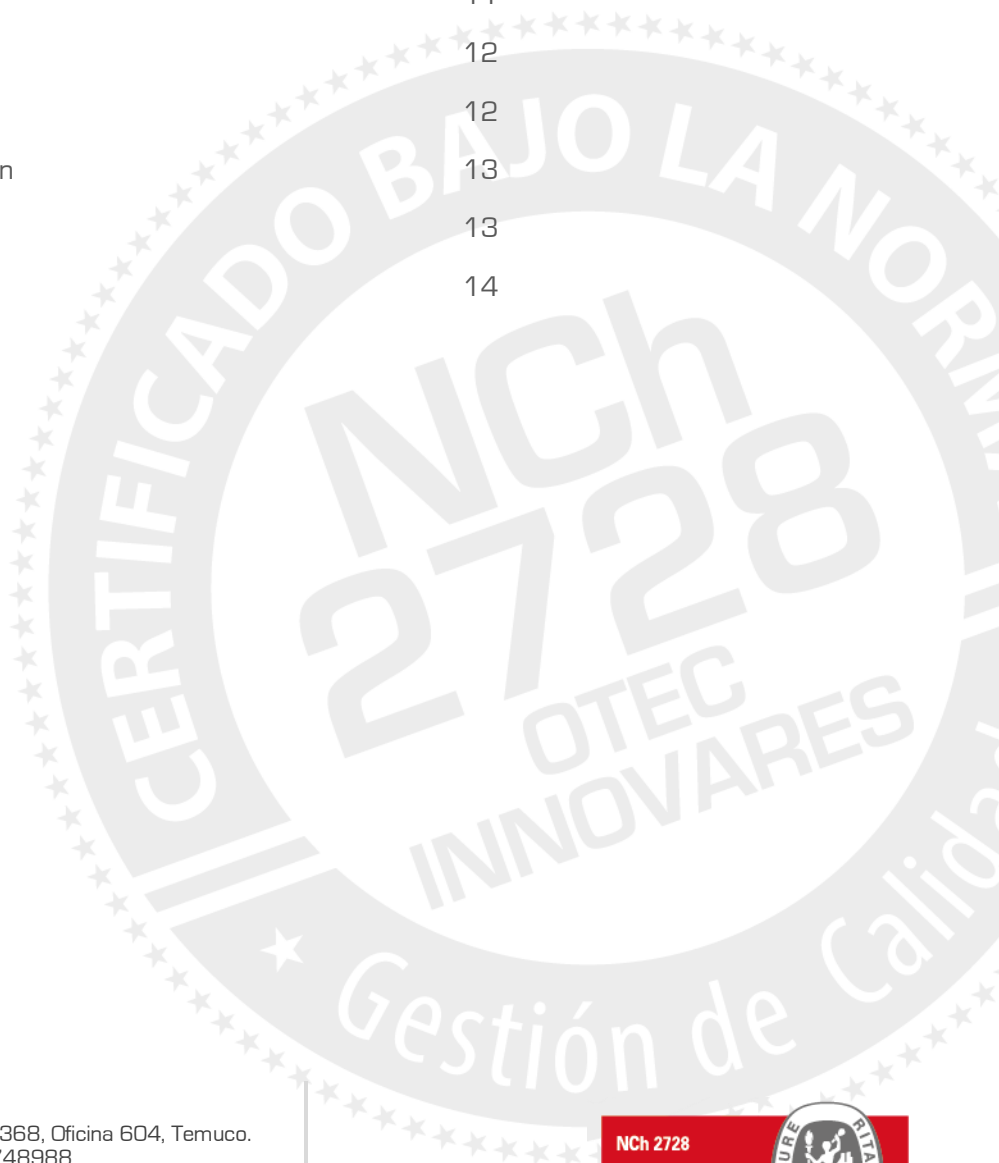 12
12
n 13
13
14
CERTIFICADO BAJO LA NORMA
NCh
2728
OTEC
INNOVARES
Gestión de Calidad
368, Oficina 604, Temuco.
748988
NCh 2728